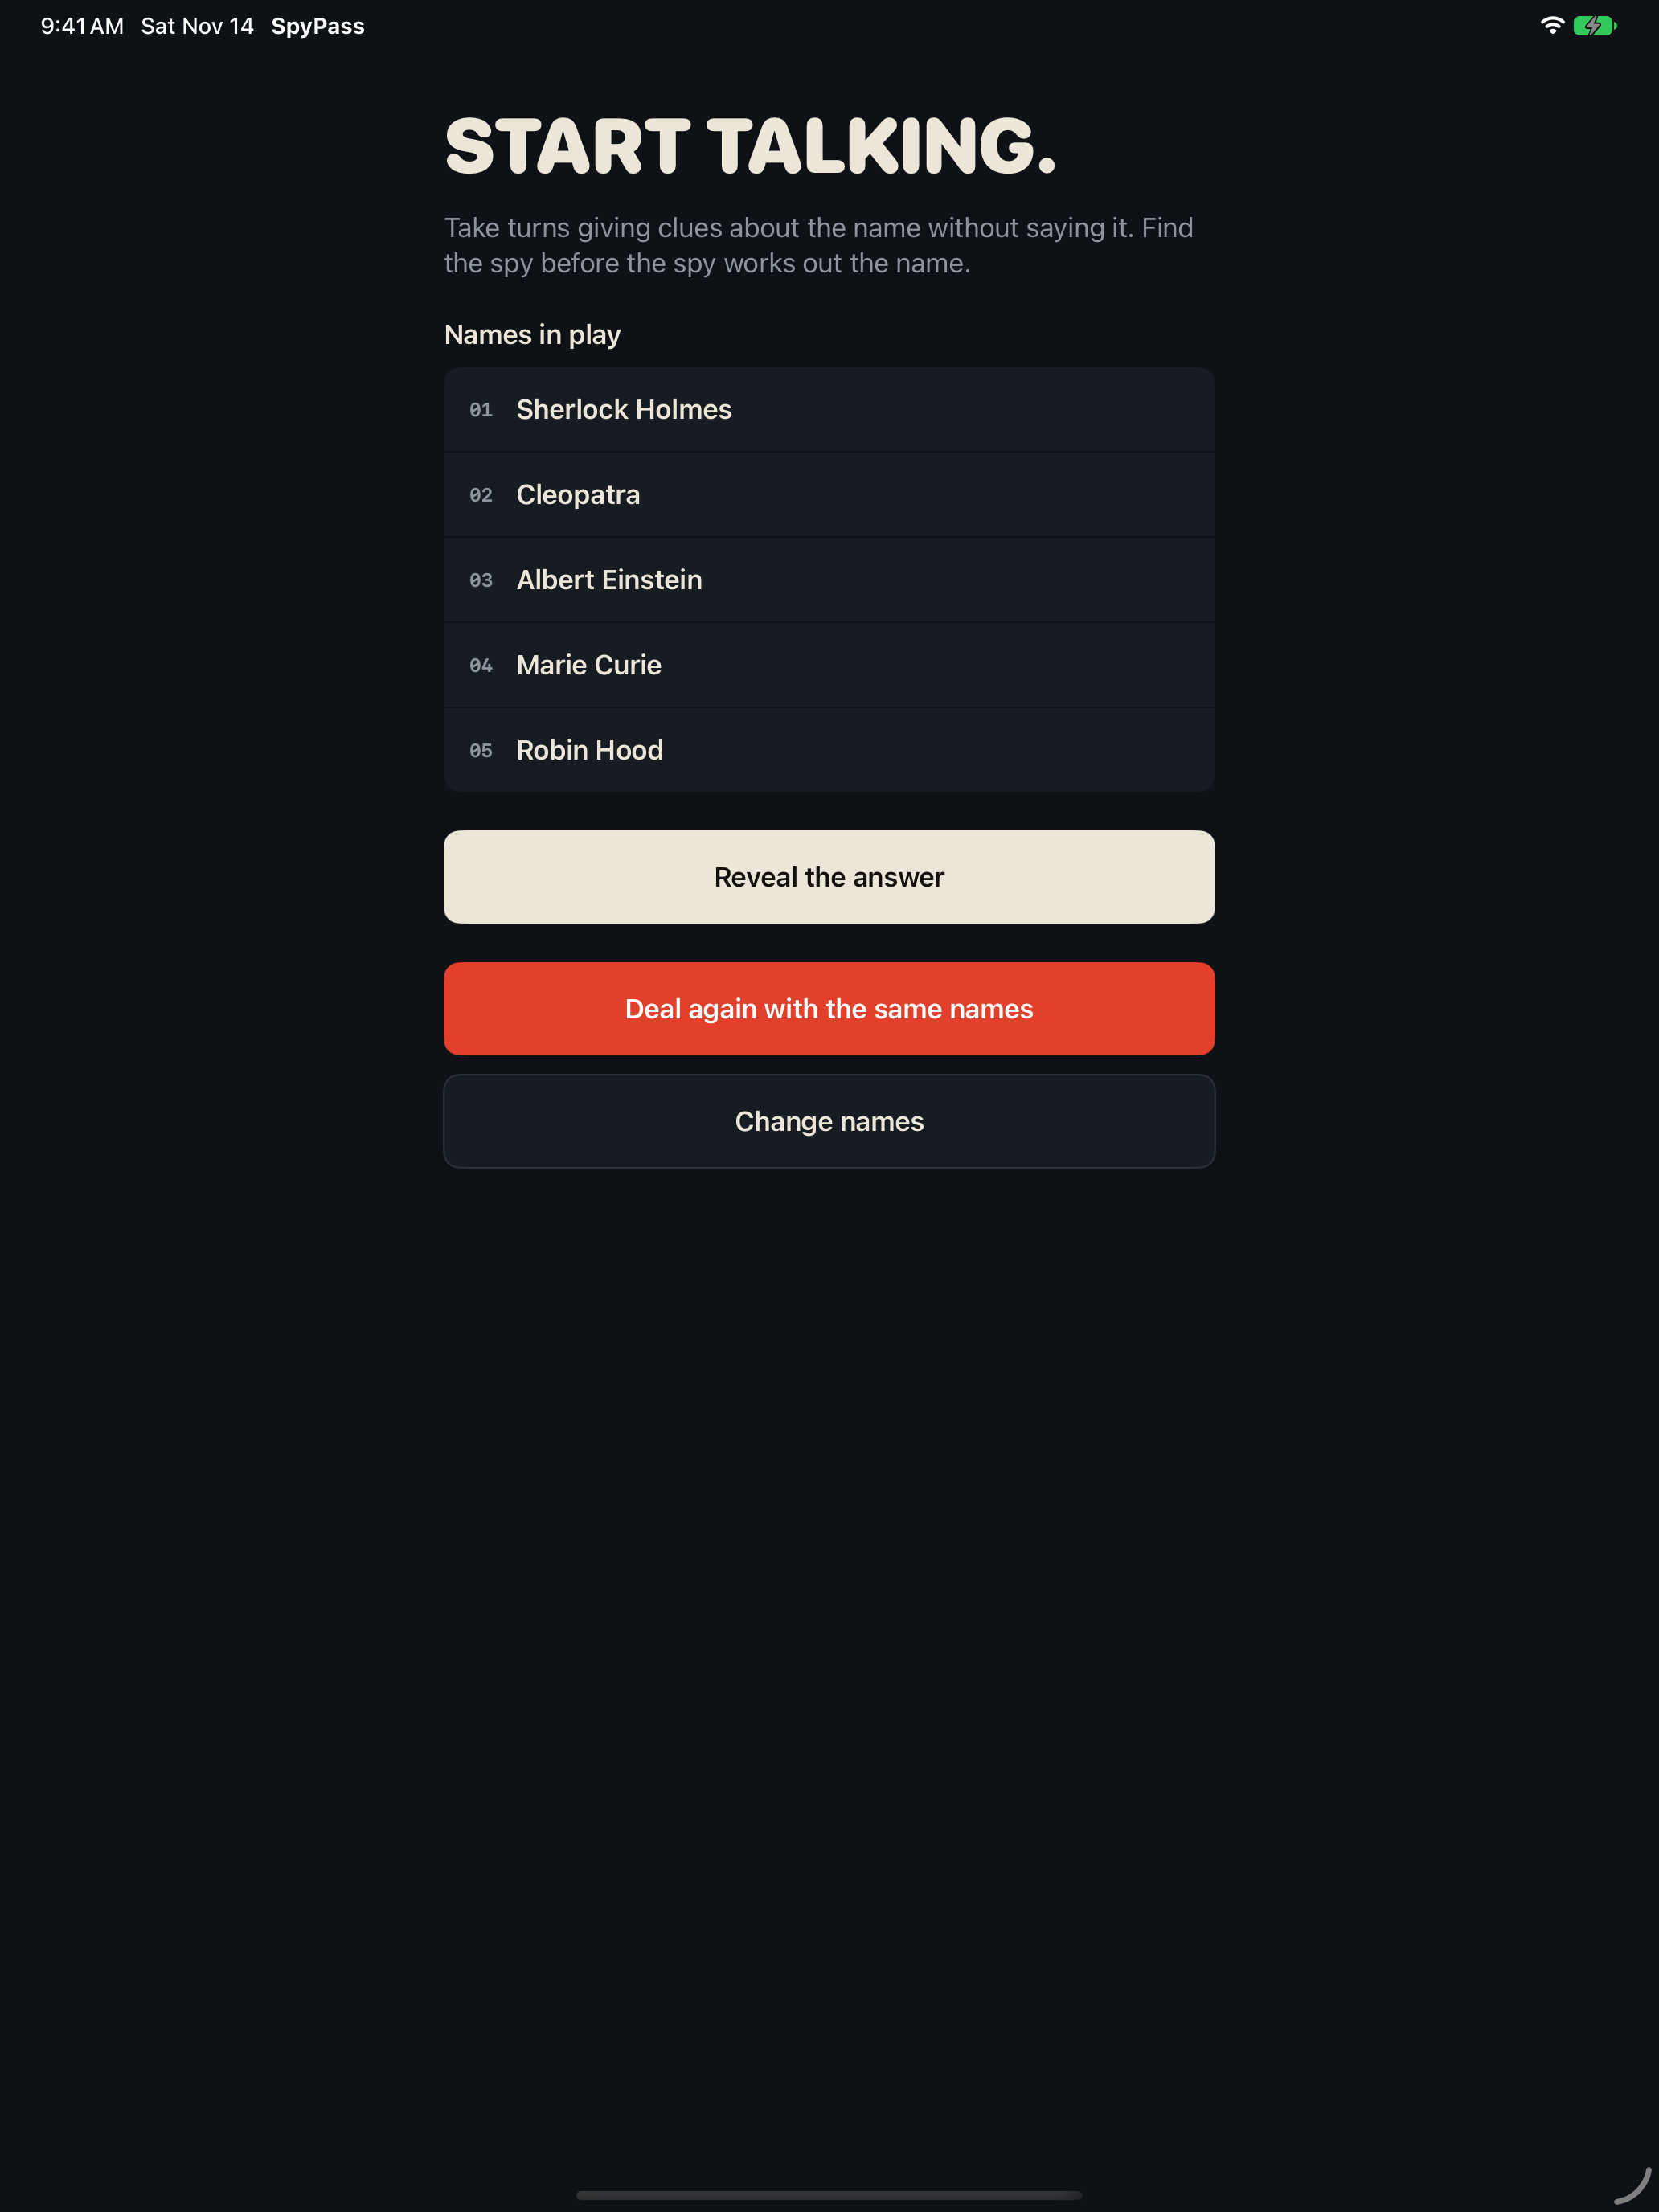 9:41 AM Sat Nov 14 SpyPass
START TALKING.
Take turns giving clues about the name without saying it. Find
the spy before the spy works out the name.
Names in play
01 Sherlock Holmes
02 Cleopatra
03 Albert Einstein
04 Marie Curie
05 Robin Hood
Reveal the answer
Deal again with the same names
Change names